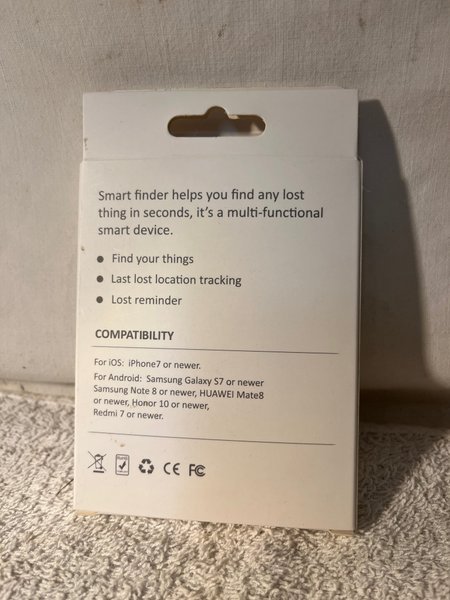 Smart finder helps you find any lost
thing in seconds, it's a multi-functional
smart device.
● Find your things
● Last lost location tracking
● Lost reminder
COMPATIBILITY
For iOS: iPhone7 or newer.
For Android: Samsung Galaxy S7 or newer
Samsung Note 8 or newer, HUAWEI Mate8
or newer, Honor 10 or newer,
Redmi 7 or newer.
RoHS CE FC